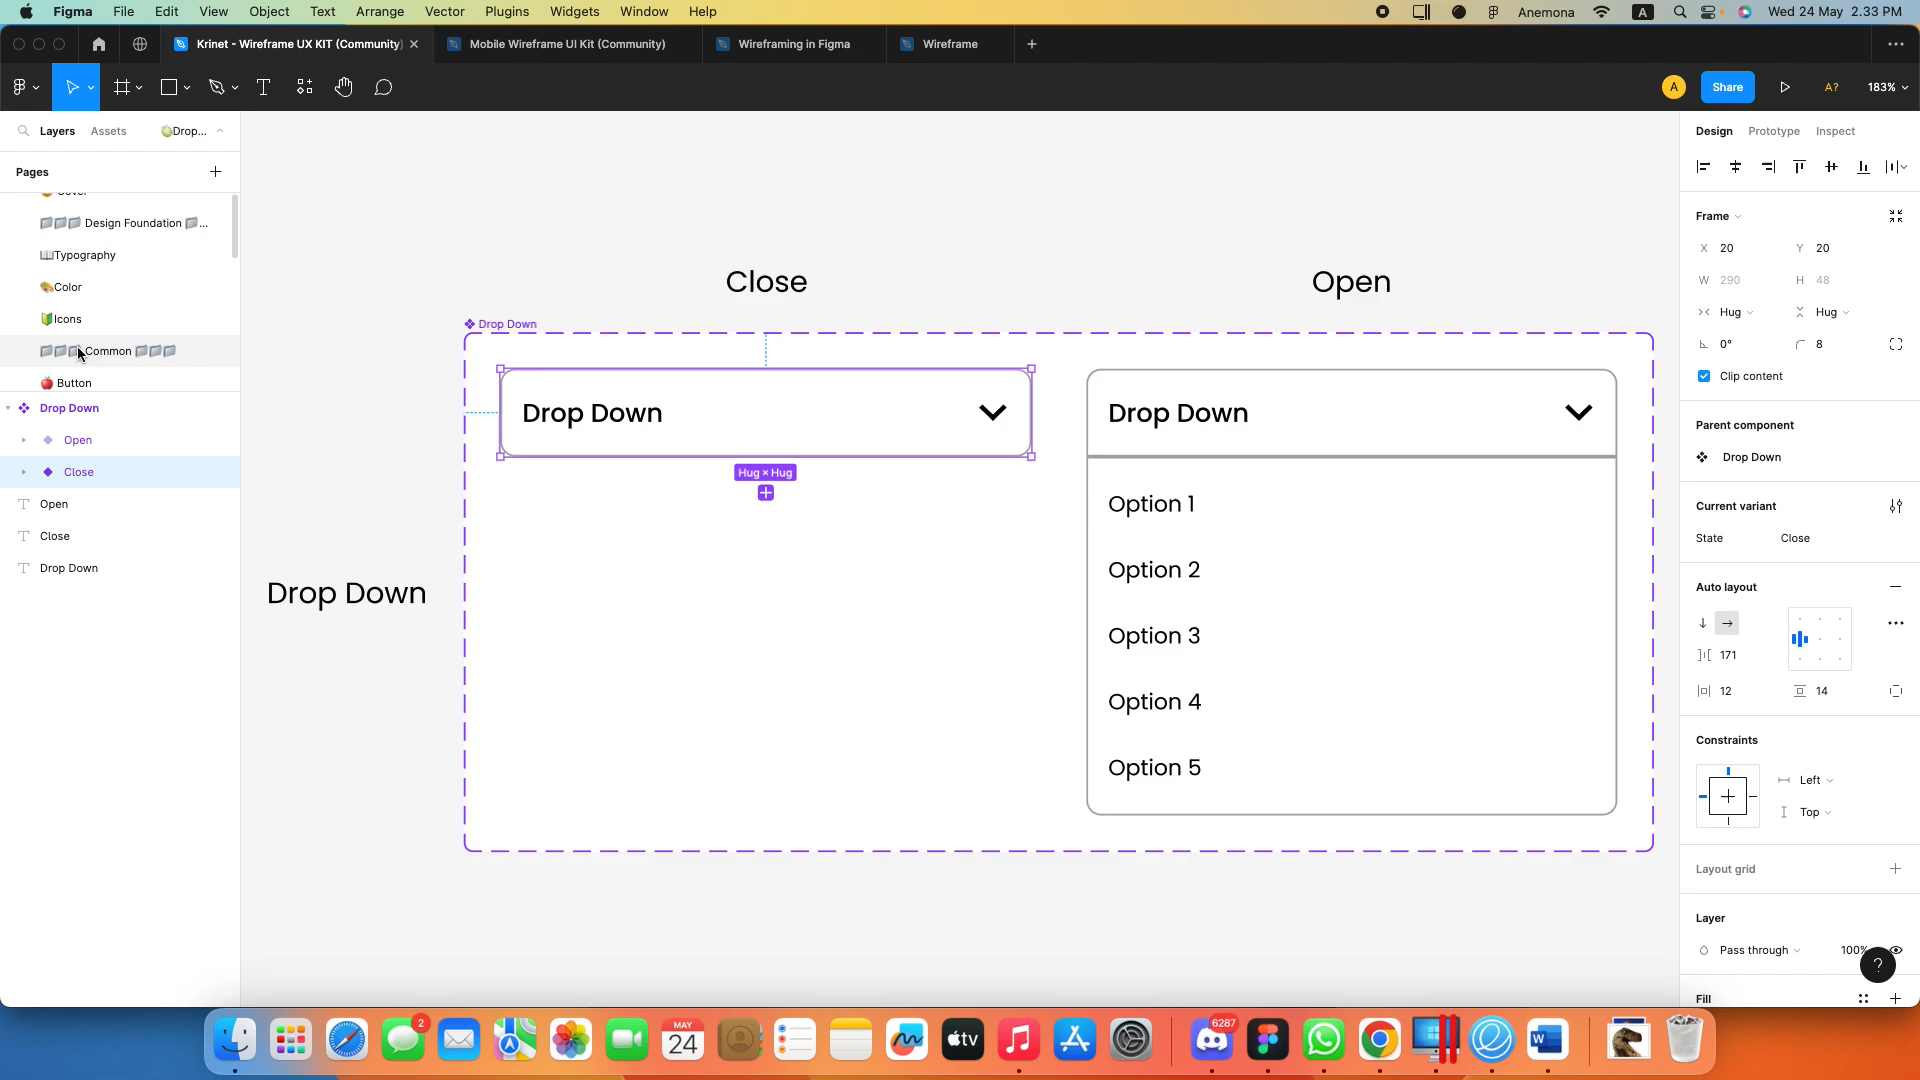 Figma File Edit View Object Text Arrange Vector Plugins Widgets Window Help Anemona A Wed 24 May 2.33 PM
Krinet - Wireframe UX KIT (Community) Mobile Wireframe UI Kit (Community) Wireframing in Figma Wireframe
A Share A? 183%
Layers Assets Drop...
Pages
Cover
Design Foundation ...
Typography
Color
Icons
Common
Button
Drop Down
Open
Close
Open
Close
Drop Down
Close
Open
Drop Down
Drop Down
Hug × Hug
Drop Down
Drop Down
Option 1
Option 2
Option 3
Option 4
Option 5
Design Prototype Inspect
Frame
X 20 Y 20
W 290 H 48
Hug Hug
0° 8
Clip content
Parent component
Drop Down
Current variant
State Close
Auto layout
171
12 14
Constraints
Left
Top
Layout grid
Layer
Pass through 100%
?
Fill
2
MAY
24
tv
6287
W